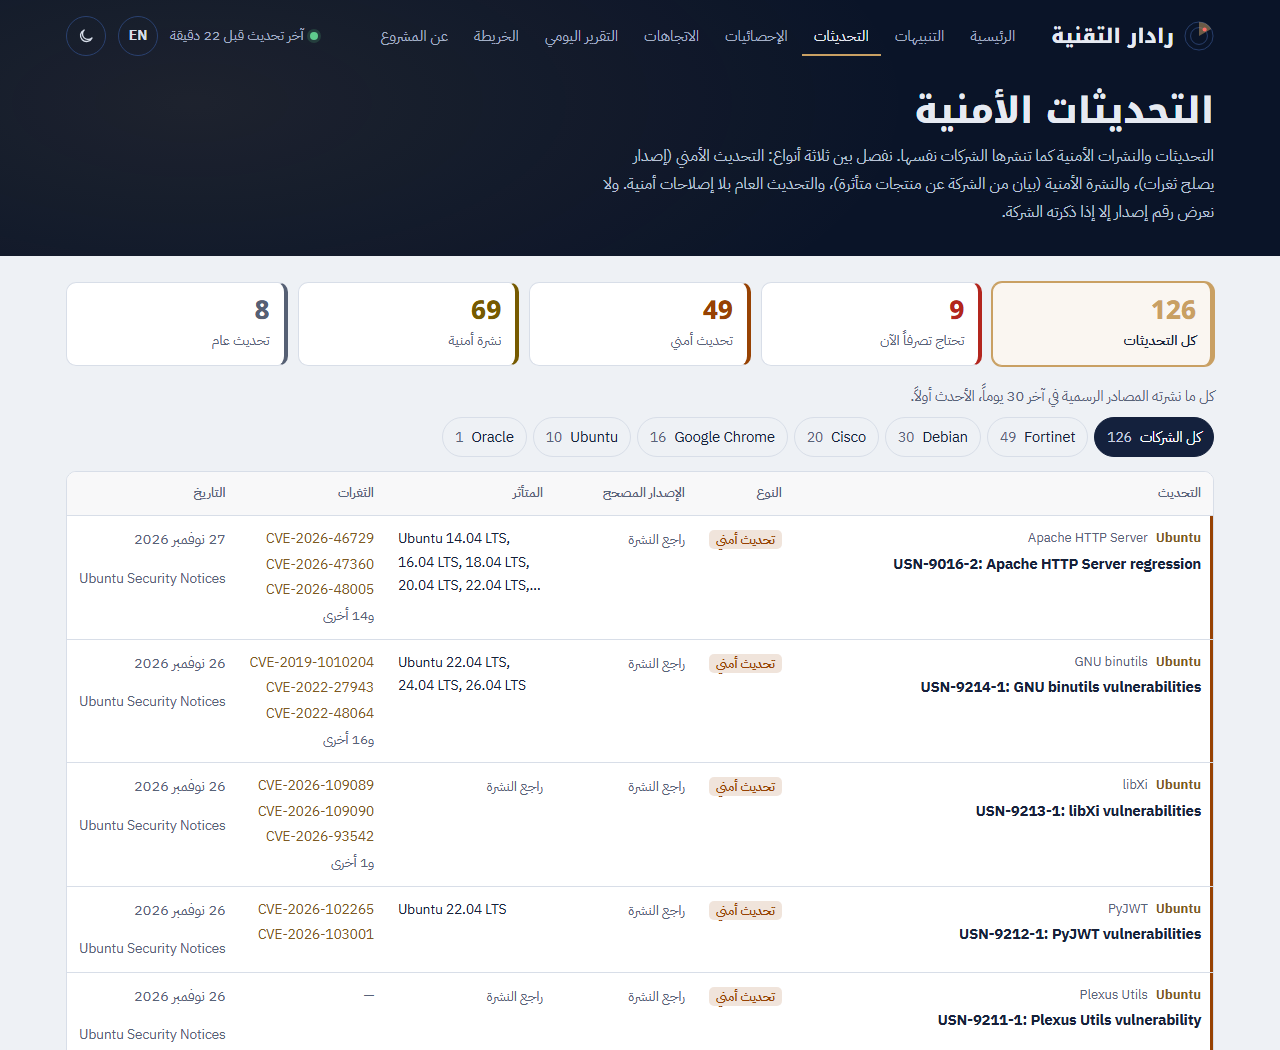 رادار التقنية
الرئيسية
التنبيهات
التحديثات
الإحصائيات
الاتجاهات
التقرير اليومي
الخريطة
عن المشروع
آخر تحديث قبل 22 دقيقة
EN
التحديثات الأمنية
التحديثات والنشرات الأمنية كما تنشرها الشركات نفسها. نفصل بين ثلاثة أنواع: التحديث الأمني (إصدار
يصلح ثغرات)، والنشرة الأمنية (بيان من الشركة عن منتجات متأثرة)، والتحديث العام بلا إصلاحات أمنية. ولا
نعرض رقم إصدار إلا إذا ذكرته الشركة.
126
كل التحديثات
9
تحتاج تصرفاً الآن
49
تحديث أمني
69
نشرة أمنية
8
تحديث عام
كل ما نشرته المصادر الرسمية في آخر 30 يوماً، الأحدث أولاً.
كل الشركات 126
Fortinet 49
Debian 30
Cisco 20
Google Chrome 16
Ubuntu 10
Oracle 1
التحديث
النوع
الإصدار المصحح
المتأثر
الثغرات
التاريخ
Ubuntu Apache HTTP Server
USN-9016-2: Apache HTTP Server regression
تحديث أمني
راجع النشرة
Ubuntu 14.04 LTS,
16.04 LTS, 18.04 LTS,
20.04 LTS, 22.04 LTS,...
CVE-2026-46729
CVE-2026-47360
CVE-2026-48005
و14 أخرى
27 نوفمبر 2026
Ubuntu Security Notices
Ubuntu GNU binutils
USN-9214-1: GNU binutils vulnerabilities
تحديث أمني
راجع النشرة
Ubuntu 22.04 LTS,
24.04 LTS, 26.04 LTS
CVE-2019-1010204
CVE-2022-27943
CVE-2022-48064
و16 أخرى
26 نوفمبر 2026
Ubuntu Security Notices
Ubuntu libXi
USN-9213-1: libXi vulnerabilities
تحديث أمني
راجع النشرة
راجع النشرة
CVE-2026-109089
CVE-2026-109090
CVE-2026-93542
و1 أخرى
26 نوفمبر 2026
Ubuntu Security Notices
Ubuntu PyJWT
USN-9212-1: PyJWT vulnerabilities
تحديث أمني
راجع النشرة
Ubuntu 22.04 LTS
CVE-2026-102265
CVE-2026-103001
26 نوفمبر 2026
Ubuntu Security Notices
Ubuntu Plexus Utils
USN-9211-1: Plexus Utils vulnerability
تحديث أمني
راجع النشرة
راجع النشرة
—
26 نوفمبر 2026
Ubuntu Security Notices